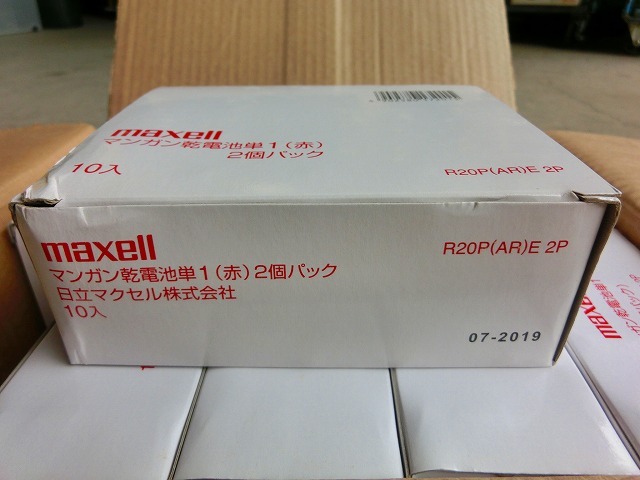 maxell
マンガン乾電池単1(赤)
2個パック
10入
R20P(AR)E 2P
maxell
R20P(AR)E 2P
マンガン乾電池単1(赤)2個パック
日立マクセル株式会社
10入
07-2019